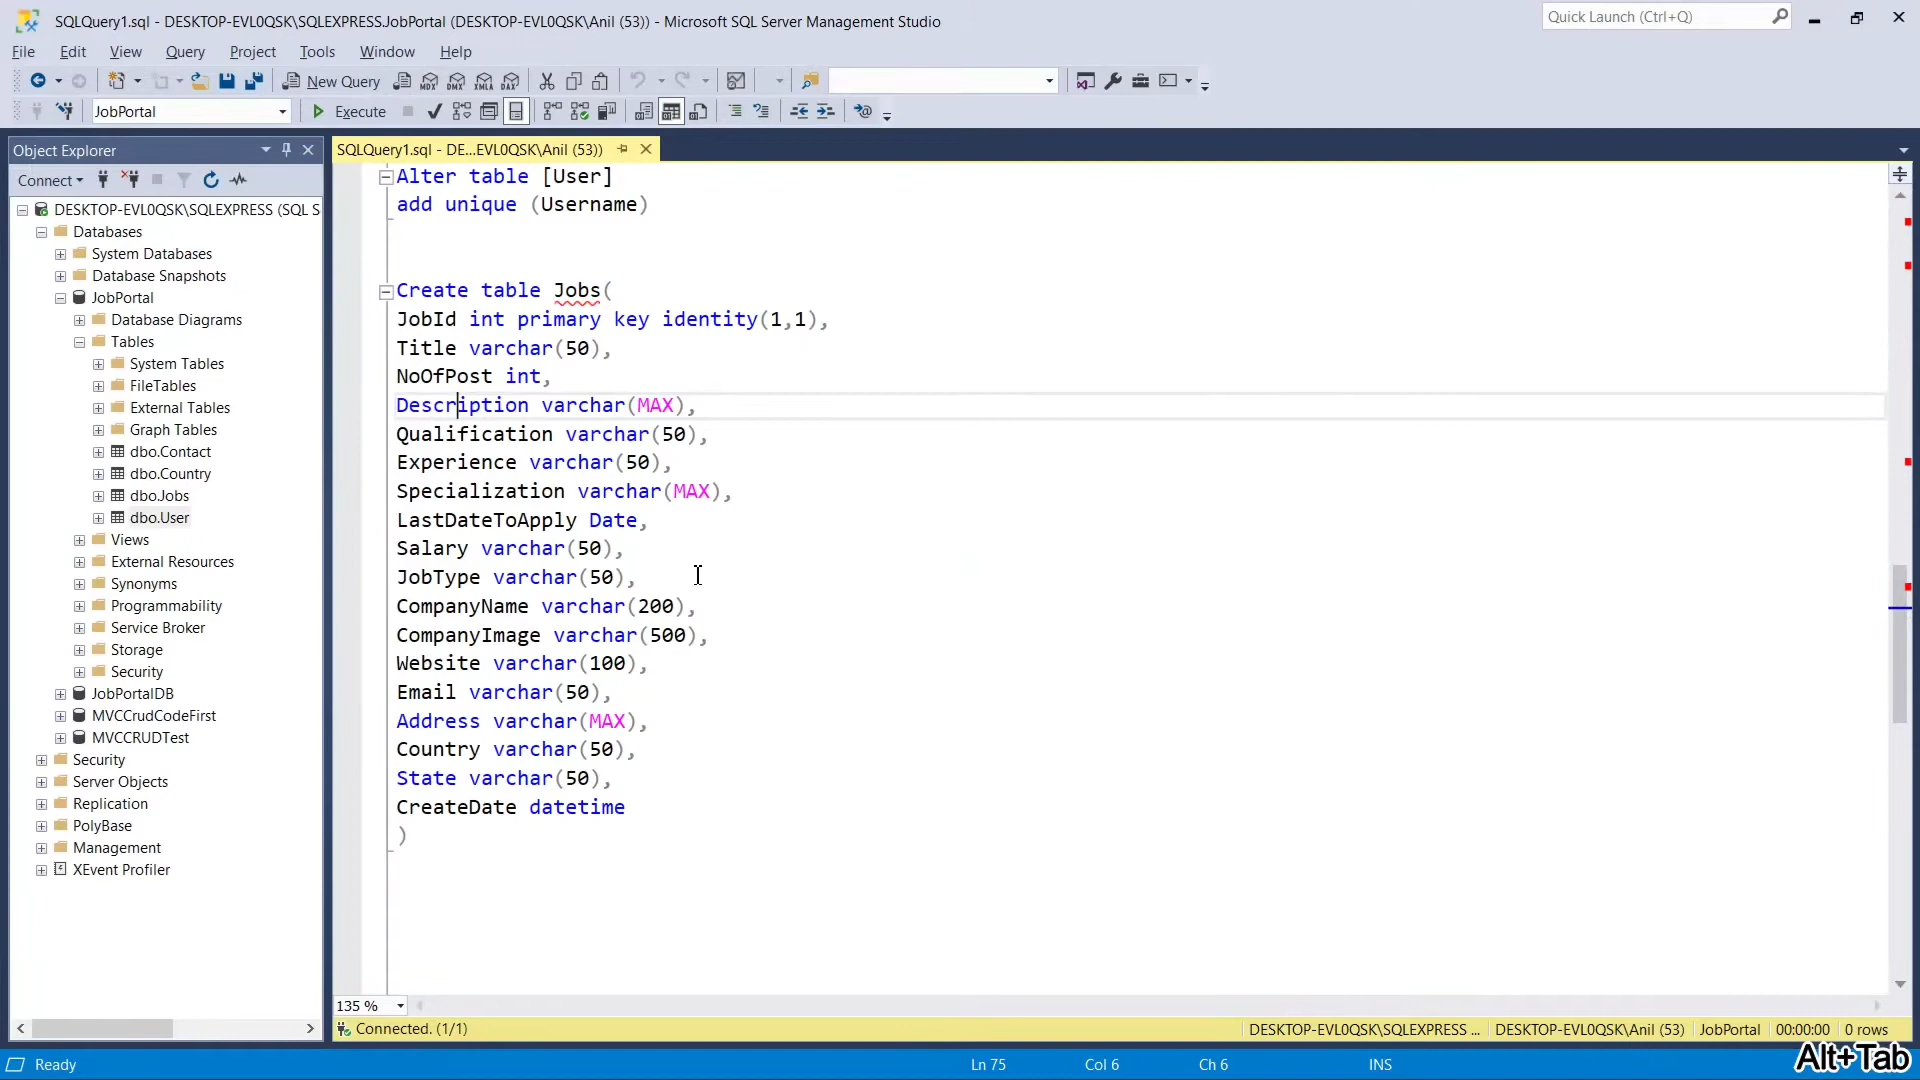 SQLQuery1.sql - DESKTOP-EVL0QSK\SQLEXPRESS.JobPortal (DESKTOP-EVL0QSK\Anil (53)) - Microsoft SQL Server Management Studio
Quick Launch (Ctrl+Q)
File Edit View Query Project Tools Window Help
New Query
MDX DMX XMLA DAX
JobPortal
Execute
Object Explorer
SQLQuery1.sql - DE...EVL0QSK\Anil (53))
Connect
DESKTOP-EVL0QSK\SQLEXPRESS (SQL S
Databases
System Databases
Database Snapshots
JobPortal
Database Diagrams
Tables
System Tables
FileTables
External Tables
Graph Tables
dbo.Contact
dbo.Country
dbo.Jobs
dbo.User
Views
External Resources
Synonyms
Programmability
Service Broker
Storage
Security
JobPortalDB
MVCCrudCodeFirst
MVCCRUDTest
Security
Server Objects
Replication
PolyBase
Management
XEvent Profiler
Alter table [User]
add unique (Username)
Create table Jobs(
JobId int primary key identity(1,1),
Title varchar(50),
NoOfPost int,
Description varchar(MAX),
Qualification varchar(50),
Experience varchar(50),
Specialization varchar(MAX),
LastDateToApply Date,
Salary varchar(50),
JobType varchar(50),
CompanyName varchar(200),
CompanyImage varchar(500),
Website varchar(100),
Email varchar(50),
Address varchar(MAX),
Country varchar(50),
State varchar(50),
CreateDate datetime
)
135 %
Connected. (1/1)
DESKTOP-EVL0QSK\SQLEXPRESS ... DESKTOP-EVL0QSK\Anil (53) JobPortal 00:00:00 0 rows
Ready
Ln 75 Col 6 Ch 6 INS
Alt+Tab